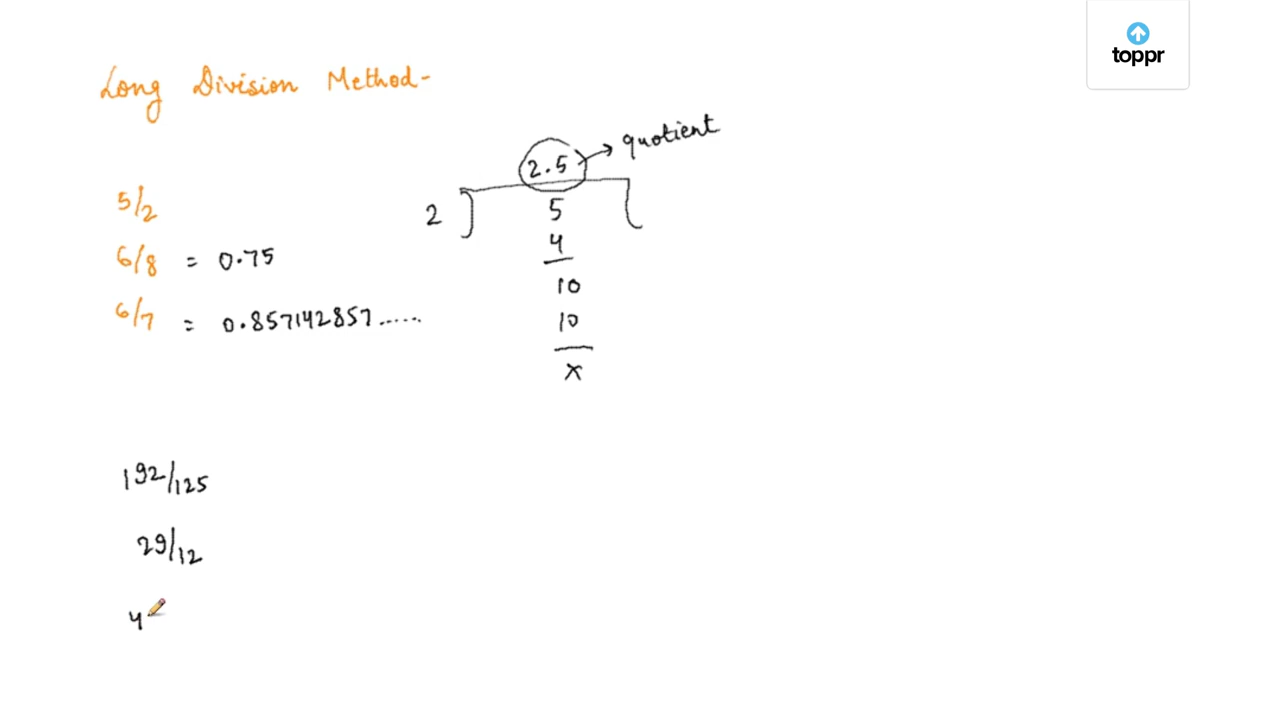 toppr
Long Division Method-
2.5 → quotient
5/2
2 5
4
6/8 = 0.75
10
6/7 = 0.857142857......
10
x
192/125
29/12
4